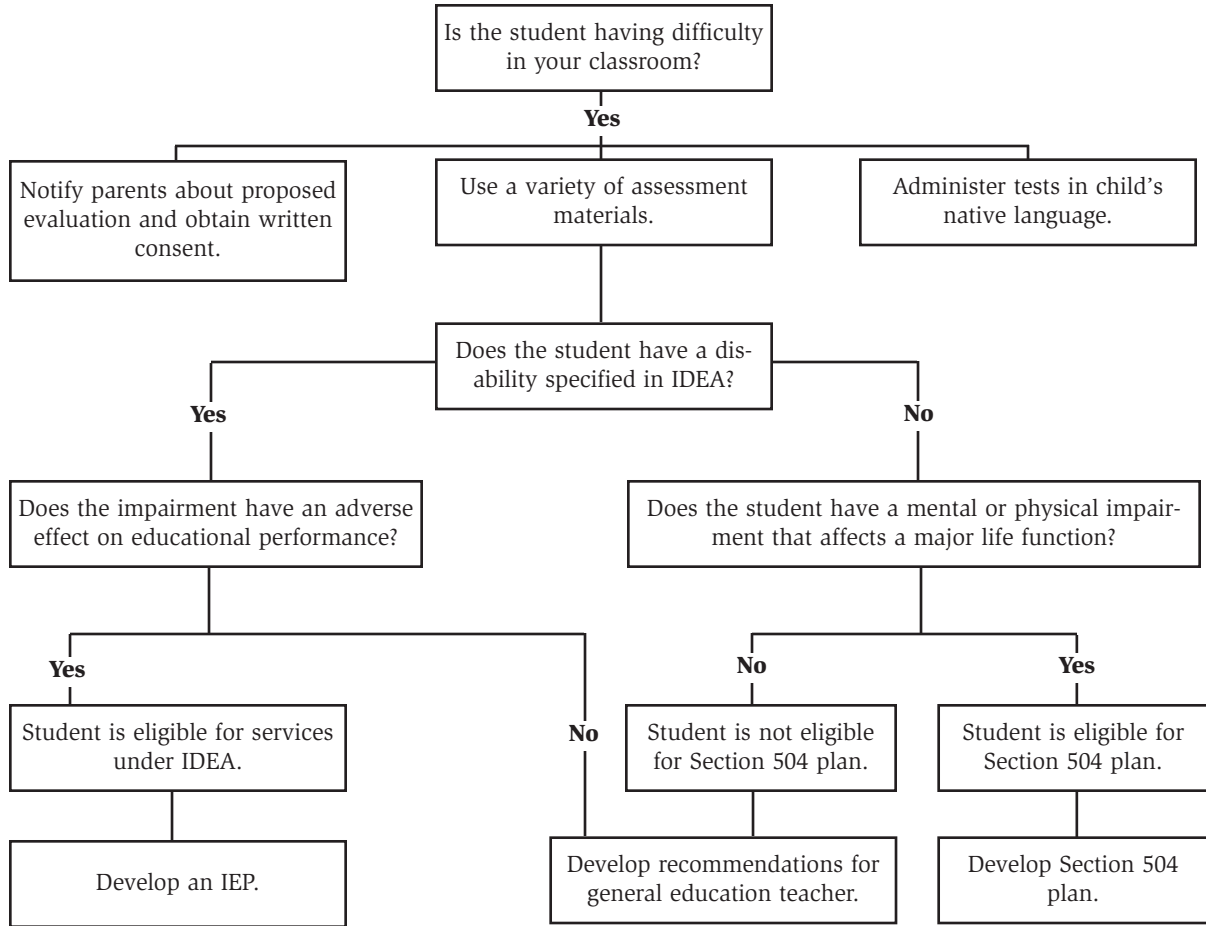 Is the student having difficulty
in your classroom?
Yes
Notify parents about proposed
evaluation and obtain written
consent.
Use a variety of assessment
materials.
Administer tests in child's
native language.
Does the student have a dis-
ability specified in IDEA?
Yes
No
Does the impairment have an adverse
effect on educational performance?
Does the student have a mental or physical impair-
ment that affects a major life function?
Yes
No
No
Yes
Student is eligible for services
under IDEA.
Student is not eligible
for Section 504 plan.
Student is eligible for
Section 504 plan.
Develop an IEP.
Develop recommendations for
general education teacher.
Develop Section 504
plan.